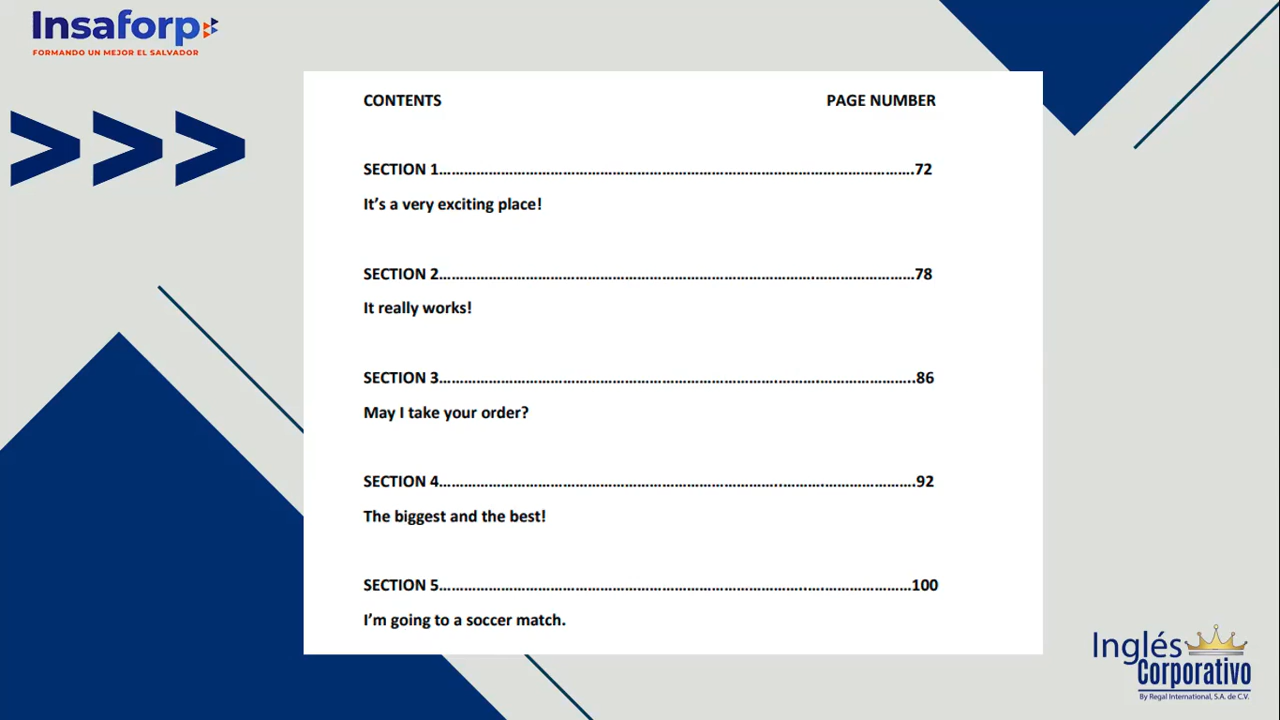 Insaforp
FORMANDO UN MEJOR EL SALVADOR
>>>
CONTENTS PAGE NUMBER
SECTION 1……………………………………………………………………………………………………….72
It’s a very exciting place!
SECTION 2……………………………………………………………………………….……………………78
It really works!
SECTION 3……………………………………………………………………….……….…………………..86
May I take your order?
SECTION 4………………………………………………………………………..……….………………….92
The biggest and the best!
SECTION 5……………………………………………………………………………..….…………………100
I’m going to a soccer match.
Inglés
Corporativo
By Regal International, S.A. de C.V.